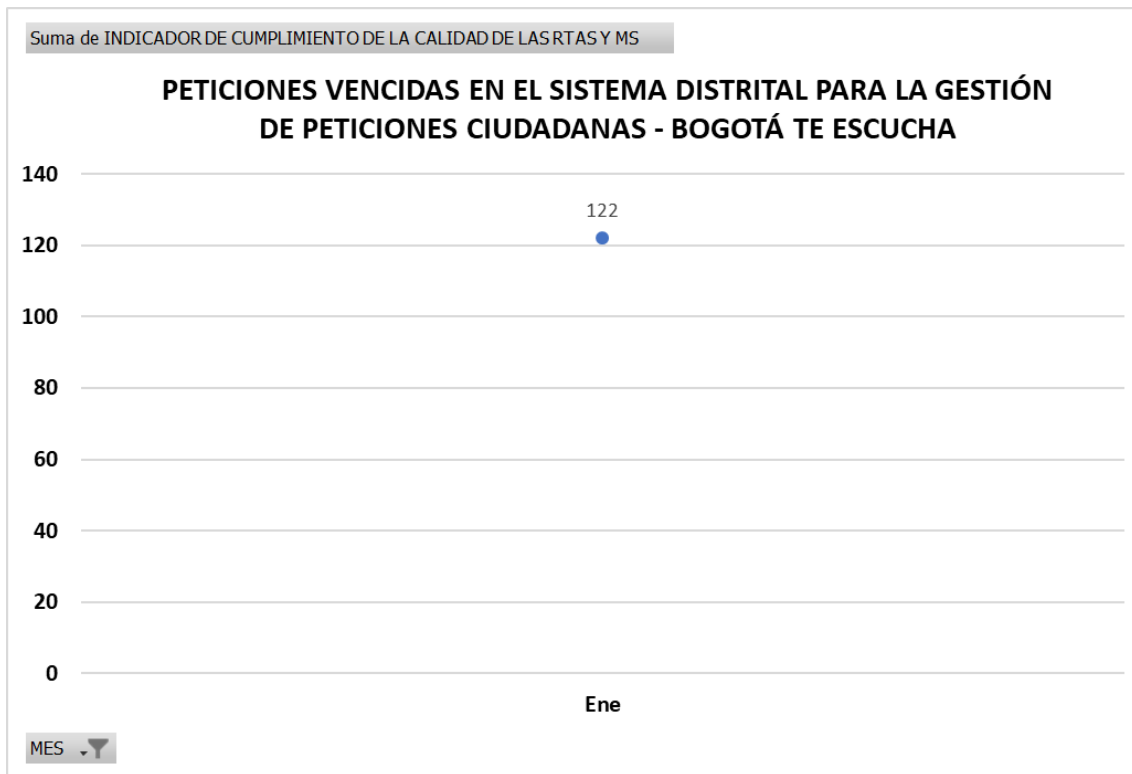 Suma de INDICADOR DE CUMPLIMIENTO DE LA CALIDAD DE LAS RTAS Y MS
PETICIONES VENCIDAS EN EL SISTEMA DISTRITAL PARA LA GESTIÓN
DE PETICIONES CIUDADANAS - BOGOTÁ TE ESCUCHA
140
122
120
100
80
60
40
20
0
Ene
MES